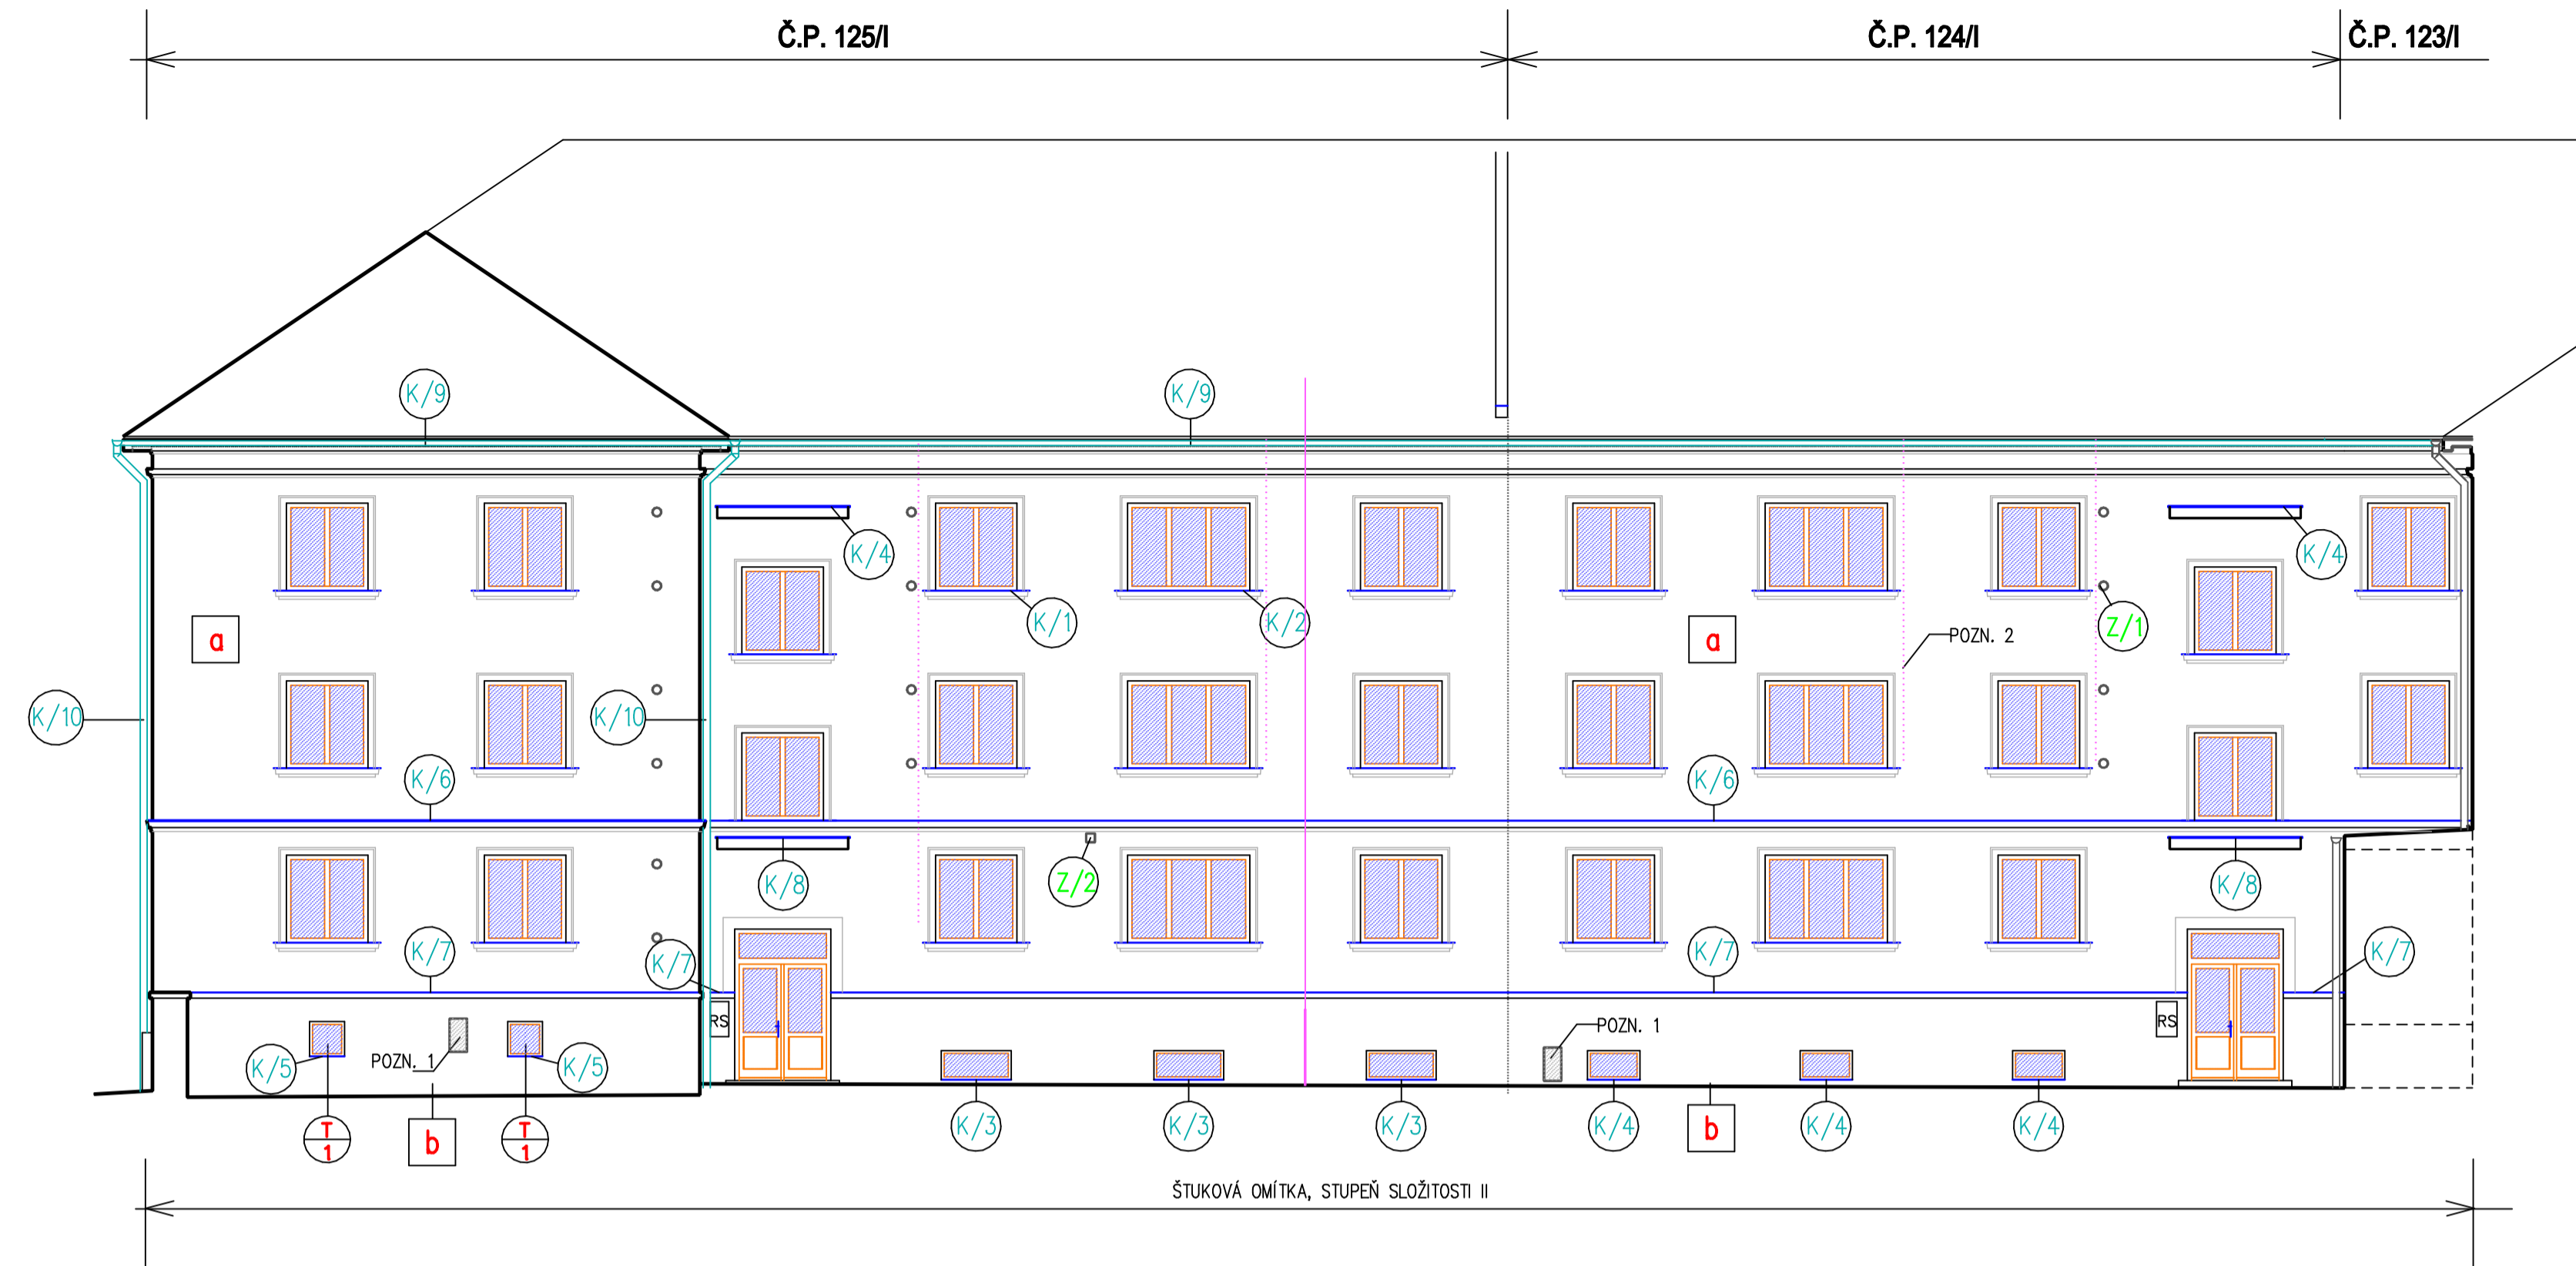 Č.P. 125/I
Č.P. 124/I
Č.P. 123/I
K/9
K/9
K/4
K/4
K/1
K/2
Z/1
a
a
POZN. 2
K/10
K/10
K/6
K/6
K/8
Z/2
K/8
K/7
K/7
K/7
K/7
RS
RS
POZN. 1
POZN. 1
K/5
K/5
T
1
b
T
1
K/3
K/3
K/3
K/4
b
K/4
K/4
ŠTUKOVÁ OMÍTKA, STUPEŇ SLOŽITOSTI II